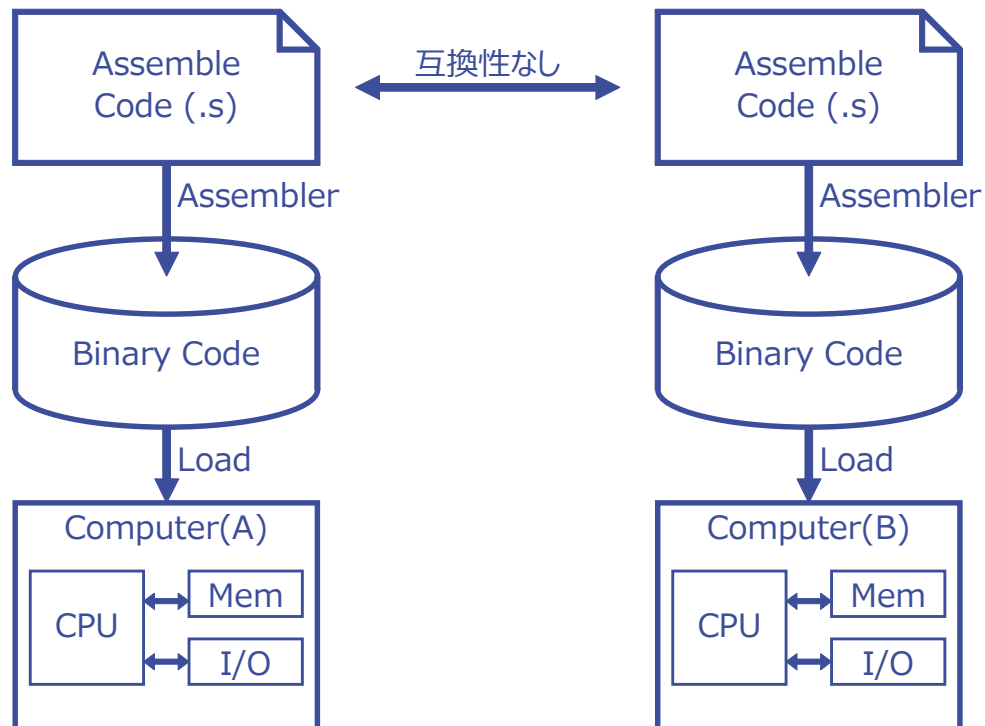 Assemble
Code (.s)
互換性なし
Assemble
Code (.s)
Assembler
Assembler
Binary Code
Binary Code
Load
Load
Computer(A)
CPU
Mem
I/O
Computer(B)
CPU
Mem
I/O